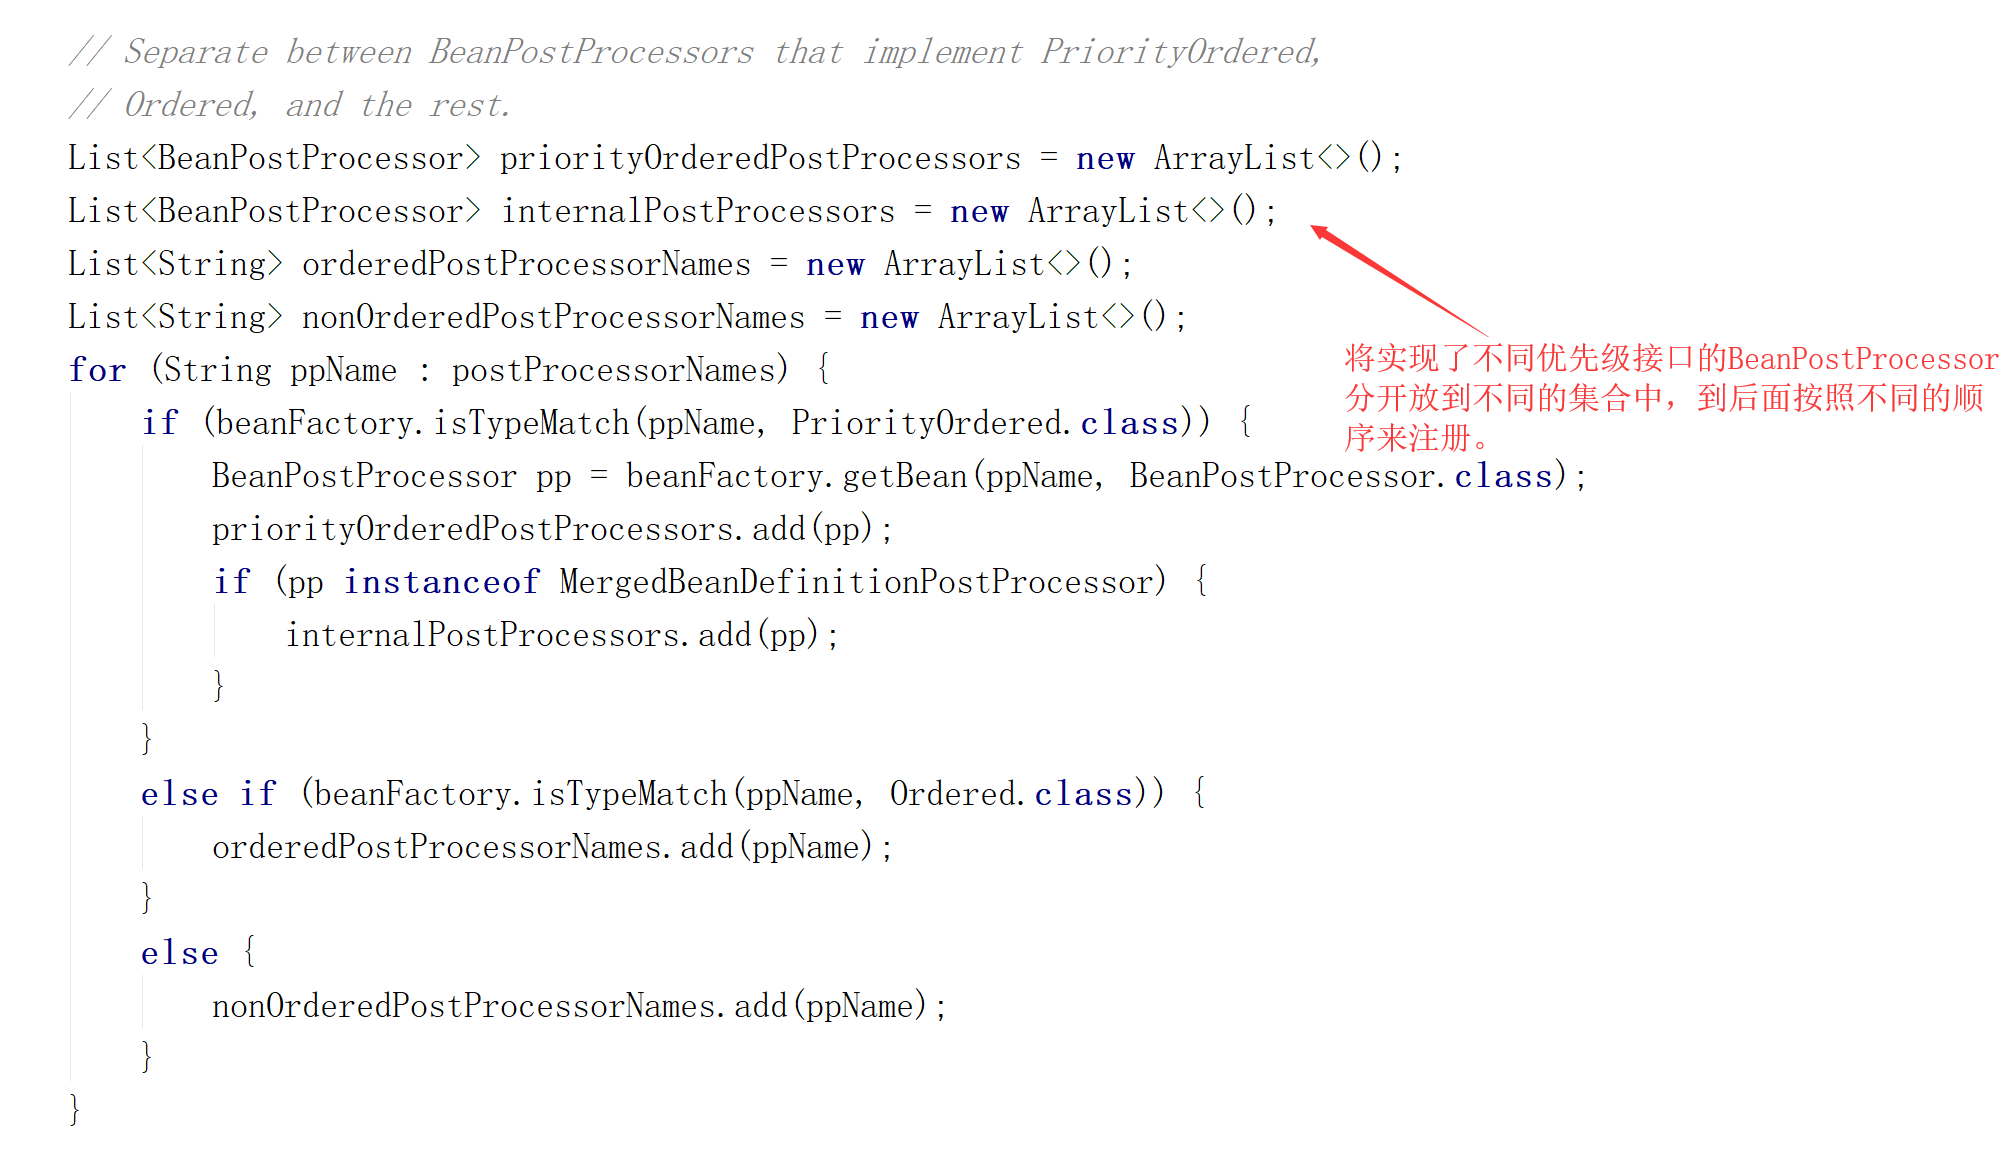 // Separate between BeanPostProcessors that implement PriorityOrdered,
// Ordered, and the rest.
List<BeanPostProcessor> priorityOrderedPostProcessors = new ArrayList<>();
List<BeanPostProcessor> internalPostProcessors = new ArrayList<>();
List<String> orderedPostProcessorNames = new ArrayList<>();
List<String> nonOrderedPostProcessorNames = new ArrayList<>();
for (String ppName : postProcessorNames) {
    if (beanFactory.isTypeMatch(ppName, PriorityOrdered.class)) {
        BeanPostProcessor pp = beanFactory.getBean(ppName, BeanPostProcessor.class);
        priorityOrderedPostProcessors.add(pp);
        if (pp instanceof MergedBeanDefinitionPostProcessor) {
            internalPostProcessors.add(pp);
        }
    }
    else if (beanFactory.isTypeMatch(ppName, Ordered.class)) {
        orderedPostProcessorNames.add(ppName);
    }
    else {
        nonOrderedPostProcessorNames.add(ppName);
    }
}
将实现了不同优先级接口的BeanPostProcessor
分开放到不同的集合中，到后面按照不同的顺
序来注册。